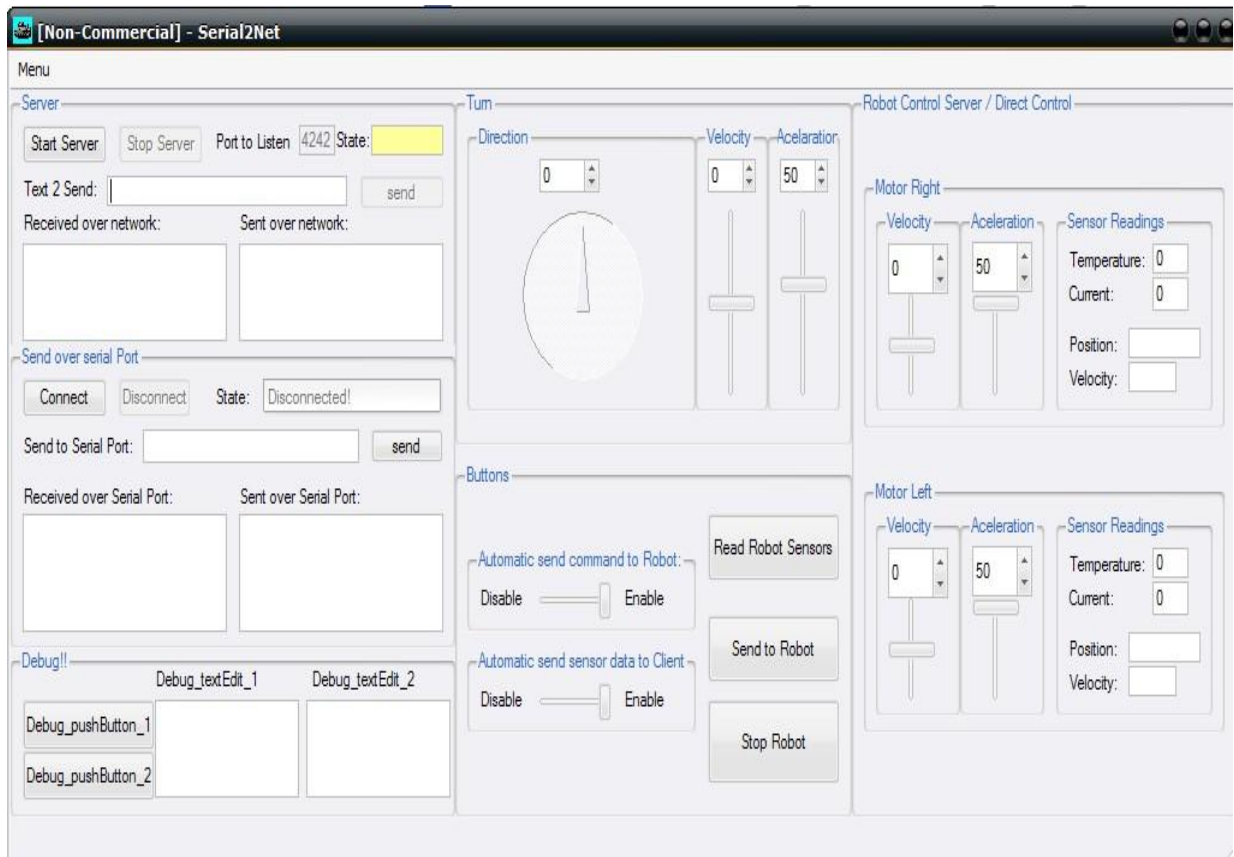 [Non-Commercial] - Serial2Net
Menu
Server
Start Server Stop Server Port to Listen 4242 State:
Text 2 Send: send
Received over network: Sent over network:
Send over serial Port
Connect Disconnect State: Disconnected!
Send to Serial Port: send
Received over Serial Port: Sent over Serial Port:
Debug!!
Debug_textEdit_1 Debug_textEdit_2
Debug_pushButton_1
Debug_pushButton_2
Turn
Direction Velocity Acelaration
0 0 50
Buttons
Automatic send command to Robot:
Disable Enable
Automatic send sensor data to Client
Disable Enable
Read Robot Sensors
Send to Robot
Stop Robot
Robot Control Server / Direct Control
Motor Right
Velocity Aceleration Sensor Readings
0 50
Temperature: 0
Current: 0
Position:
Velocity:
Motor Left
Velocity Aceleration Sensor Readings
0 50
Temperature: 0
Current: 0
Position:
Velocity: